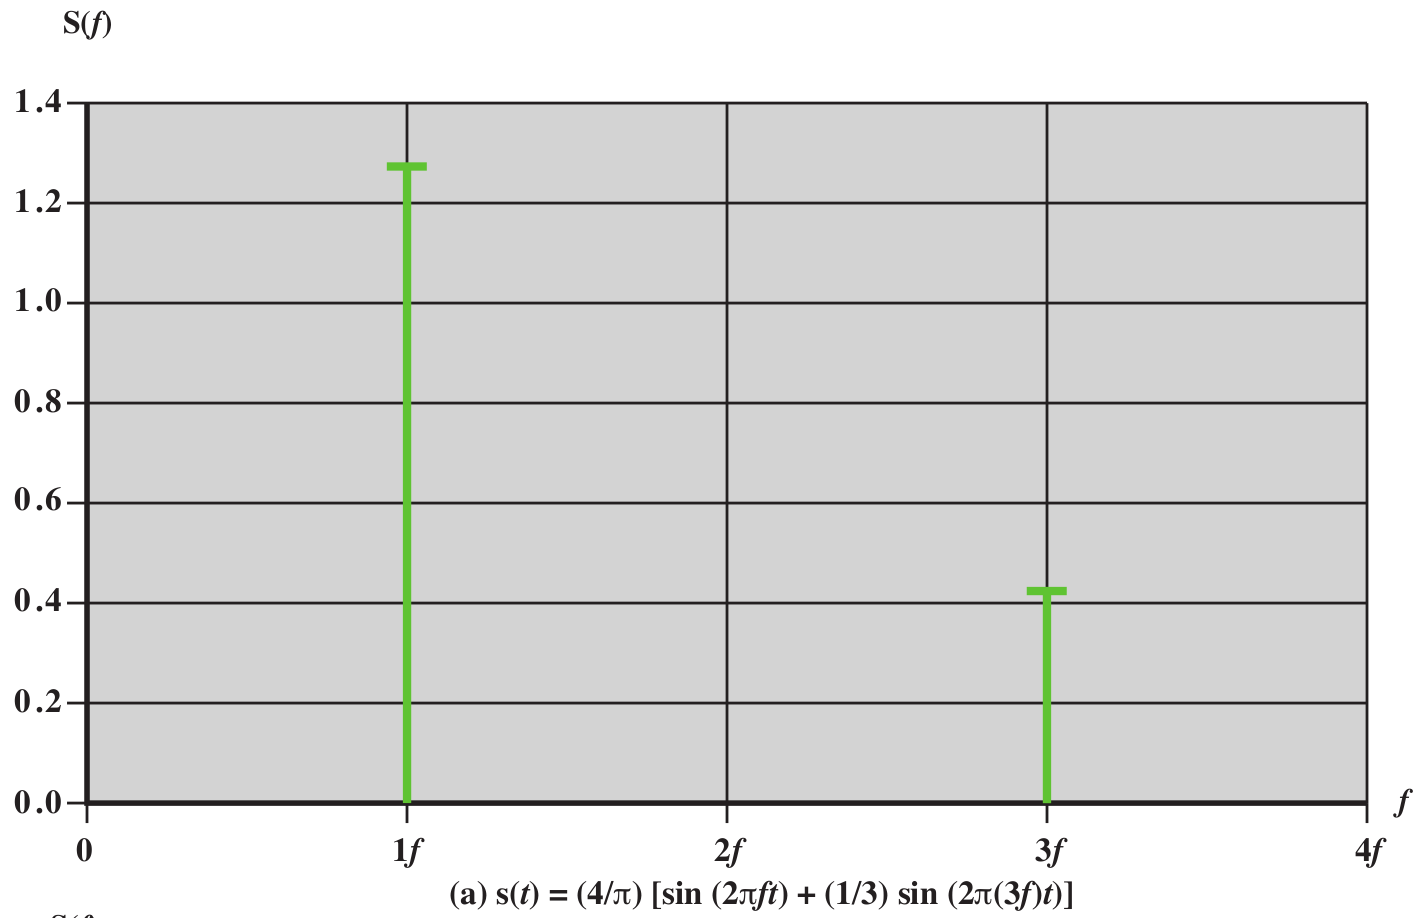 S(f)
1.4
1.2
1.0
0.8
0.6
0.4
0.2
0.0
f
0 1f 2f 3f 4f
(a) s(t) = (4/π) [sin (2πft) + (1/3) sin (2π(3f)t)]